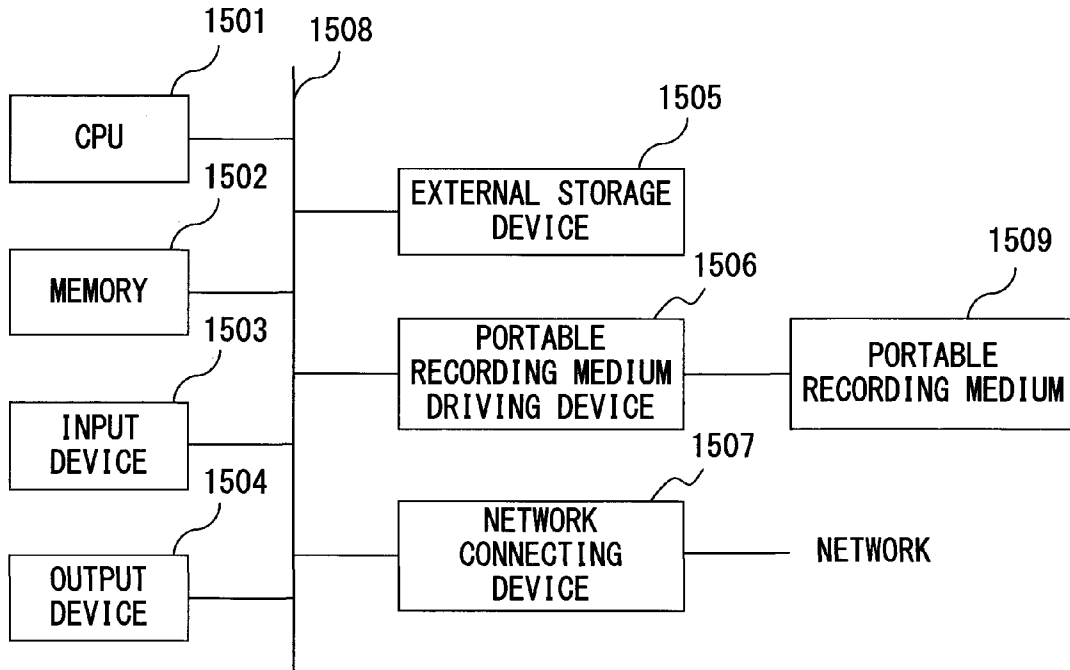 1501
1508
CPU
1505
1502
EXTERNAL STORAGE
DEVICE
1509
1506
MEMORY
1503
PORTABLE
RECORDING MEDIUM
DRIVING DEVICE
PORTABLE
RECORDING MEDIUM
INPUT
DEVICE
1507
1504
NETWORK
CONNECTING
DEVICE
NETWORK
OUTPUT
DEVICE